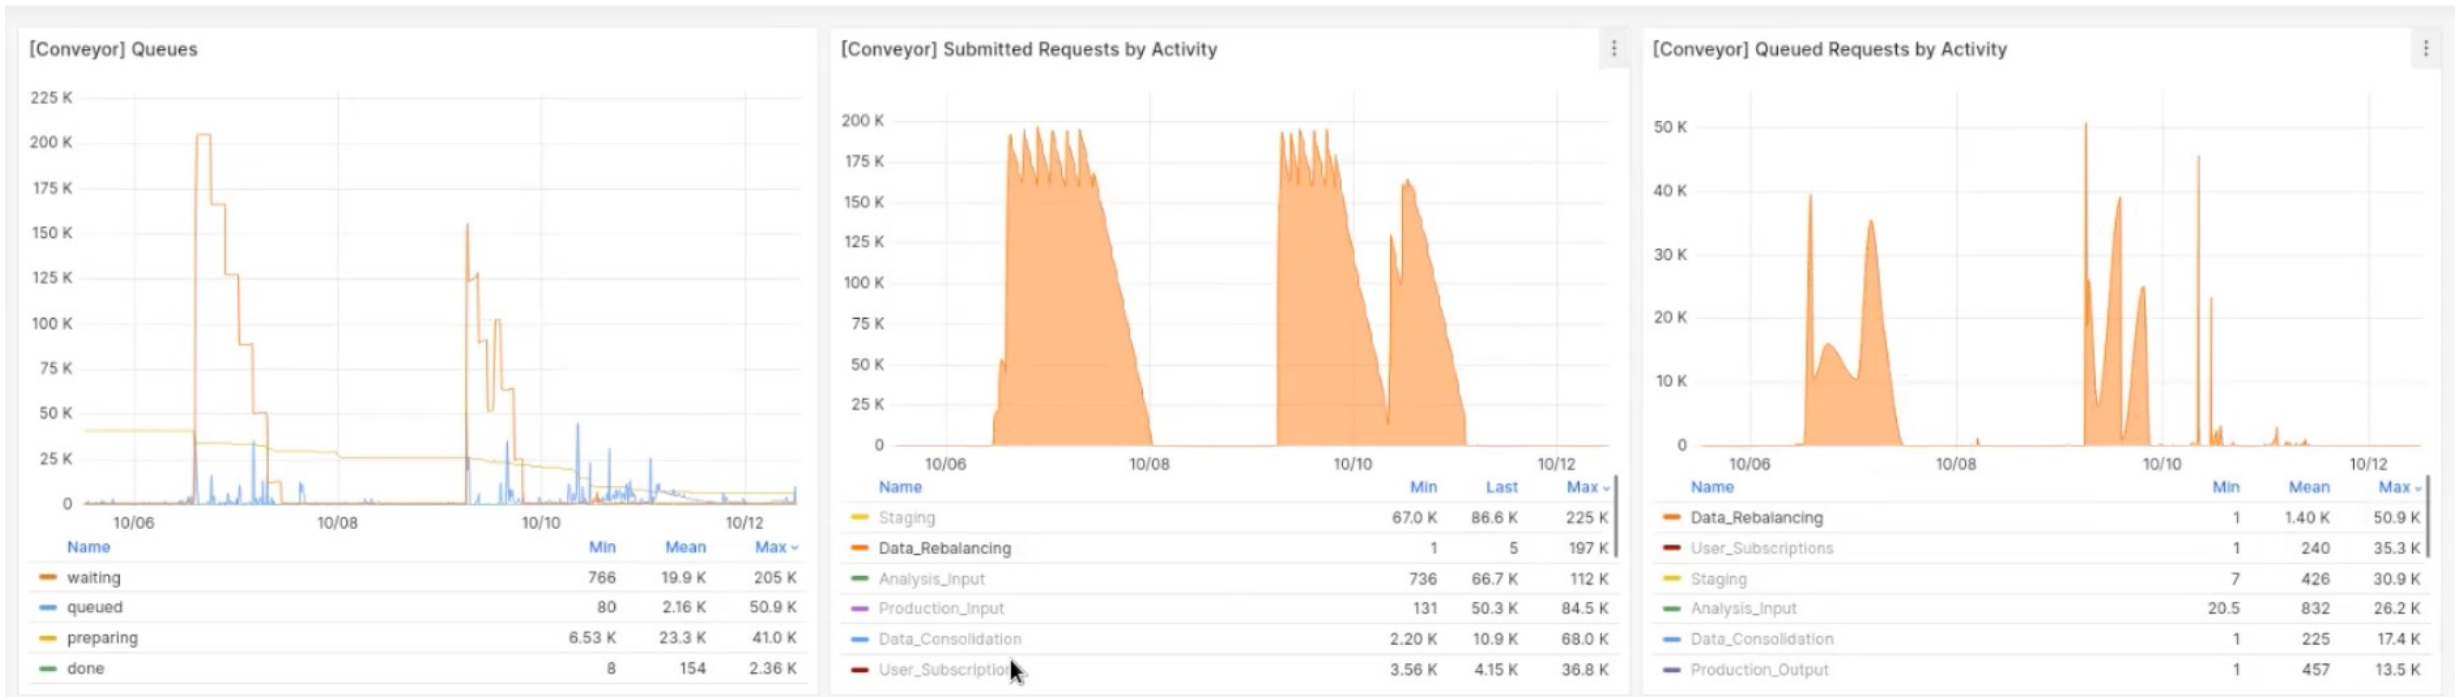 [Conveyor] Queues
225 K
200 K
175 K
150 K
125 K
100 K
75 K
50 K
25 K
0
10/06 10/08 10/10 10/12
Name Min Mean Max
waiting 766 19.9 K 205 K
queued 80 2.16 K 50.9 K
preparing 6.53 K 23.3 K 41.0 K
done 8 154 2.36 K
[Conveyor] Submitted Requests by Activity
200 K
175 K
150 K
125 K
100 K
75 K
50 K
25 K
0
10/06 10/08 10/10 10/12
Name Min Last Max
Staging 67.0 K 86.6 K 225 K
Data_Rebalancing 1 5 197 K
Analysis_Input 736 66.7 K 112 K
Production_Input 131 50.3 K 84.5 K
Data_Consolidation 2.20 K 10.9 K 68.0 K
User_Subscription 3.56 K 4.15 K 36.8 K
[Conveyor] Queued Requests by Activity
50 K
40 K
30 K
20 K
10 K
0
10/06 10/08 10/10 10/12
Name Min Mean Max
Data_Rebalancing 1 1.40 K 50.9 K
User_Subscriptions 1 240 35.3 K
Staging 7 426 30.9 K
Analysis_Input 20.5 832 26.2 K
Data_Consolidation 1 225 17.4 K
Production_Output 1 457 13.5 K